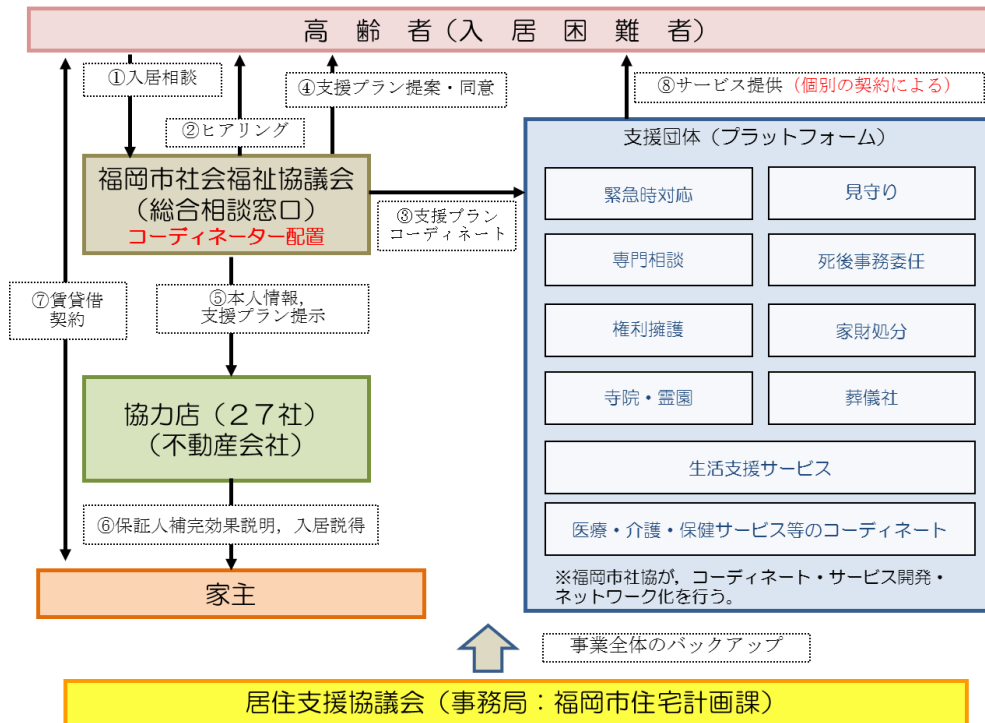 高 齢 者（入 居 困 難 者）
①入居相談
②ヒアリング
④支援プラン提案・同意
⑧サービス提供（個別の契約による）
福岡市社会福祉協議会
（総合相談窓口）
コーディネーター配置
③支援プラン
コーディネート
⑦賃貸借
契約
⑤本人情報，
支援プラン提示
協力店（２７社）
（不動産会社）
⑥保証人補完効果説明，入居説得
家主
支援団体（プラットフォーム）
緊急時対応
見守り
専門相談
死後事務委任
権利擁護
家財処分
寺院・霊園
葬儀社
生活支援サービス
医療・介護・保健サービス等のコーディネート
※福岡市社協が，コーディネート・サービス開発・
ネットワーク化を行う。
事業全体のバックアップ
居住支援協議会（事務局：福岡市住宅計画課）